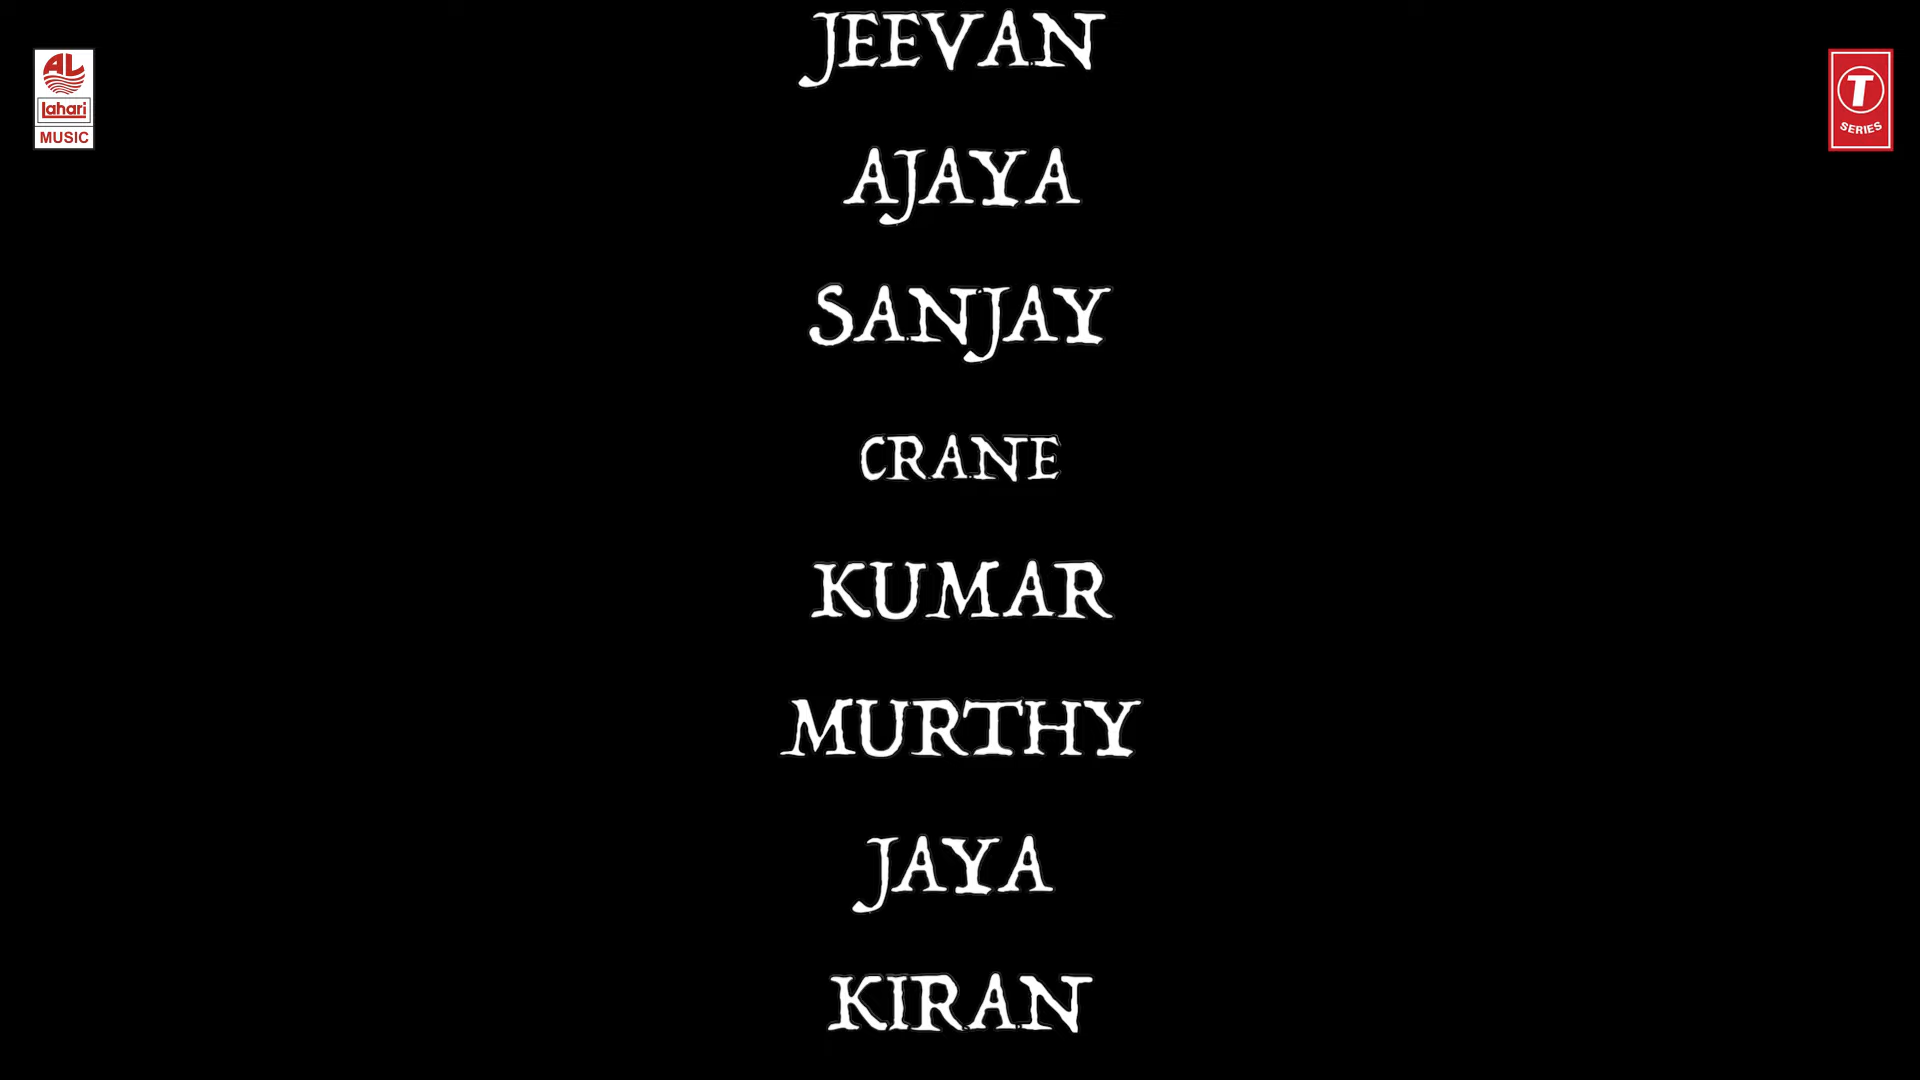 JEEVAN
AL
lahari
MUSIC
T
SERIES
AJAYA
SANJAY
CRANE
KUMAR
MURTHY
JAYA
KIRAN